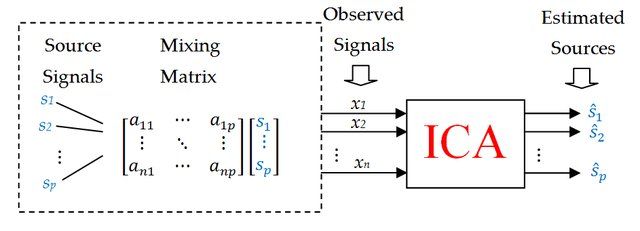 Source Signals
Mixing Matrix
Observed Signals
Estimated Sources
s₁
s₂
⋮
sₚ
[a₁₁ ⋯ a₁ₚ] [s₁]
[⋮ ⋱ ⋮] [⋮]
[aₙ₁ ⋯ aₙₚ] [sₚ]
x₁
x₂
⋮
xₙ
ICA
ŝ₁
ŝ₂
⋮
ŝₚ